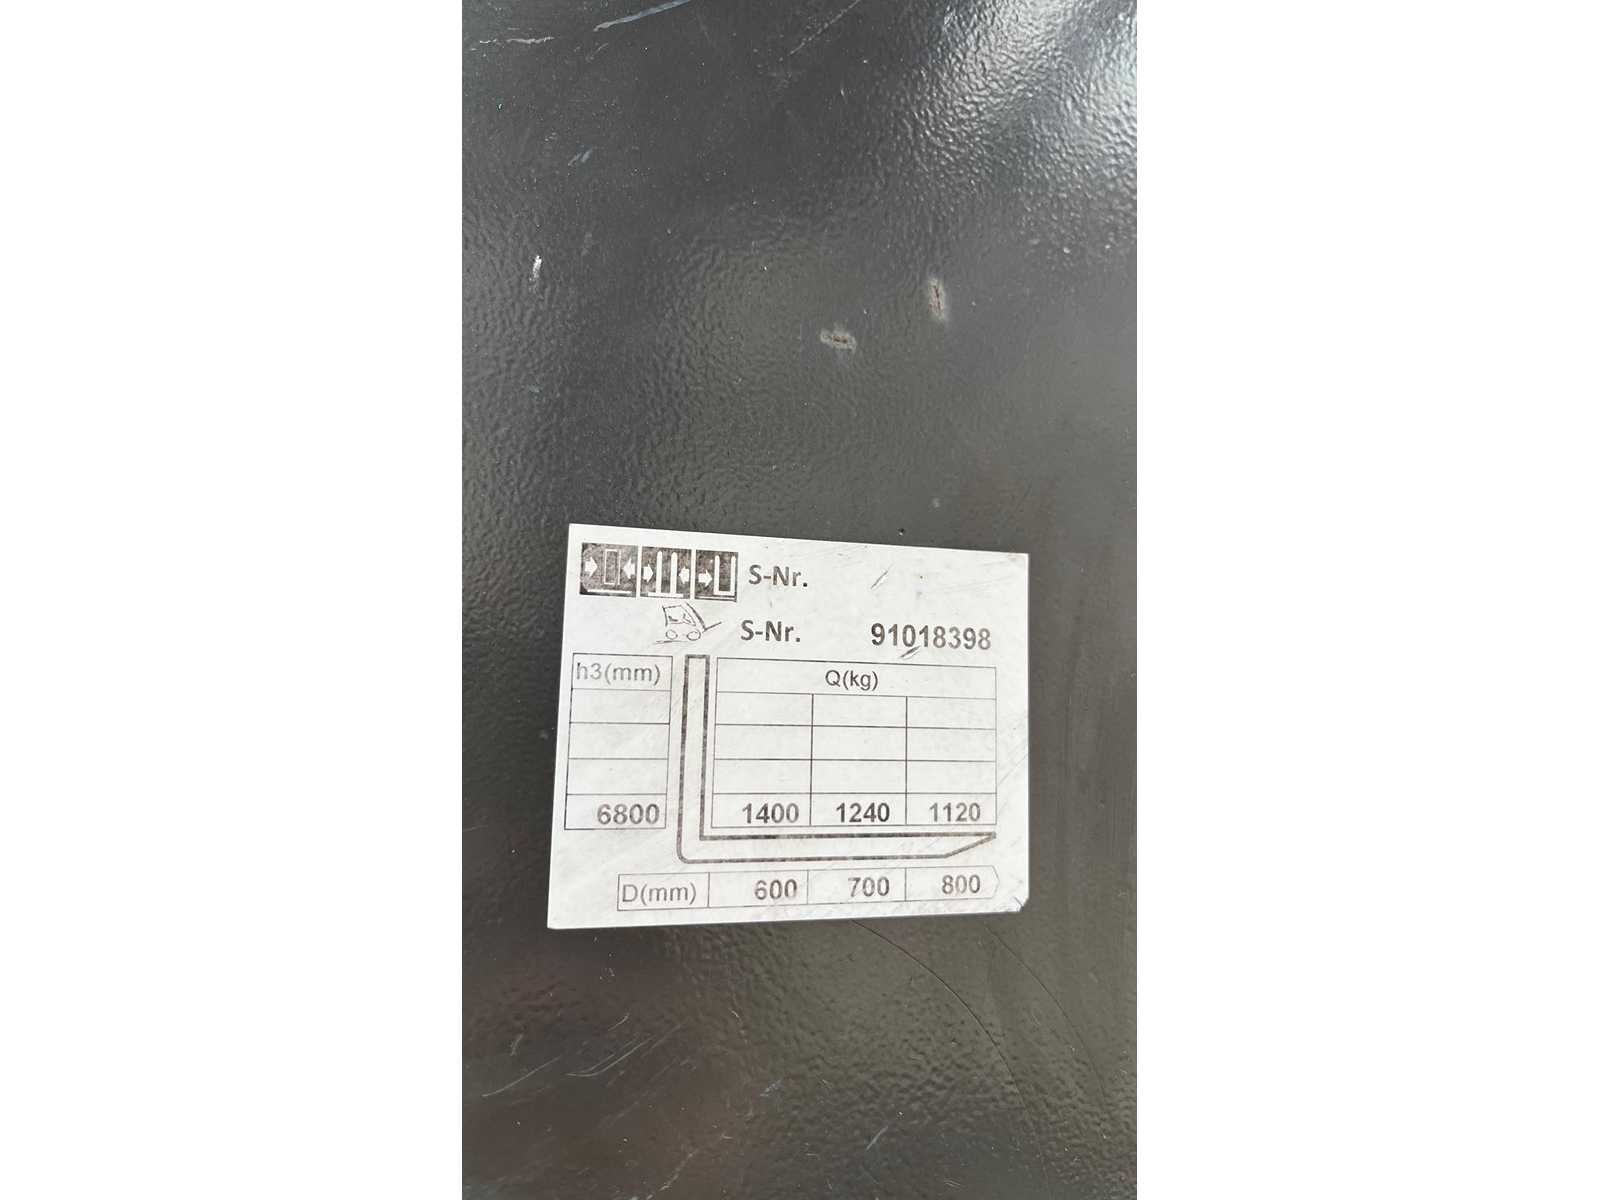 S-Nr.
S-Nr. 91018398
h3(mm) Q(kg)
6800 1400 1240 1120
D(mm) 600 700 800